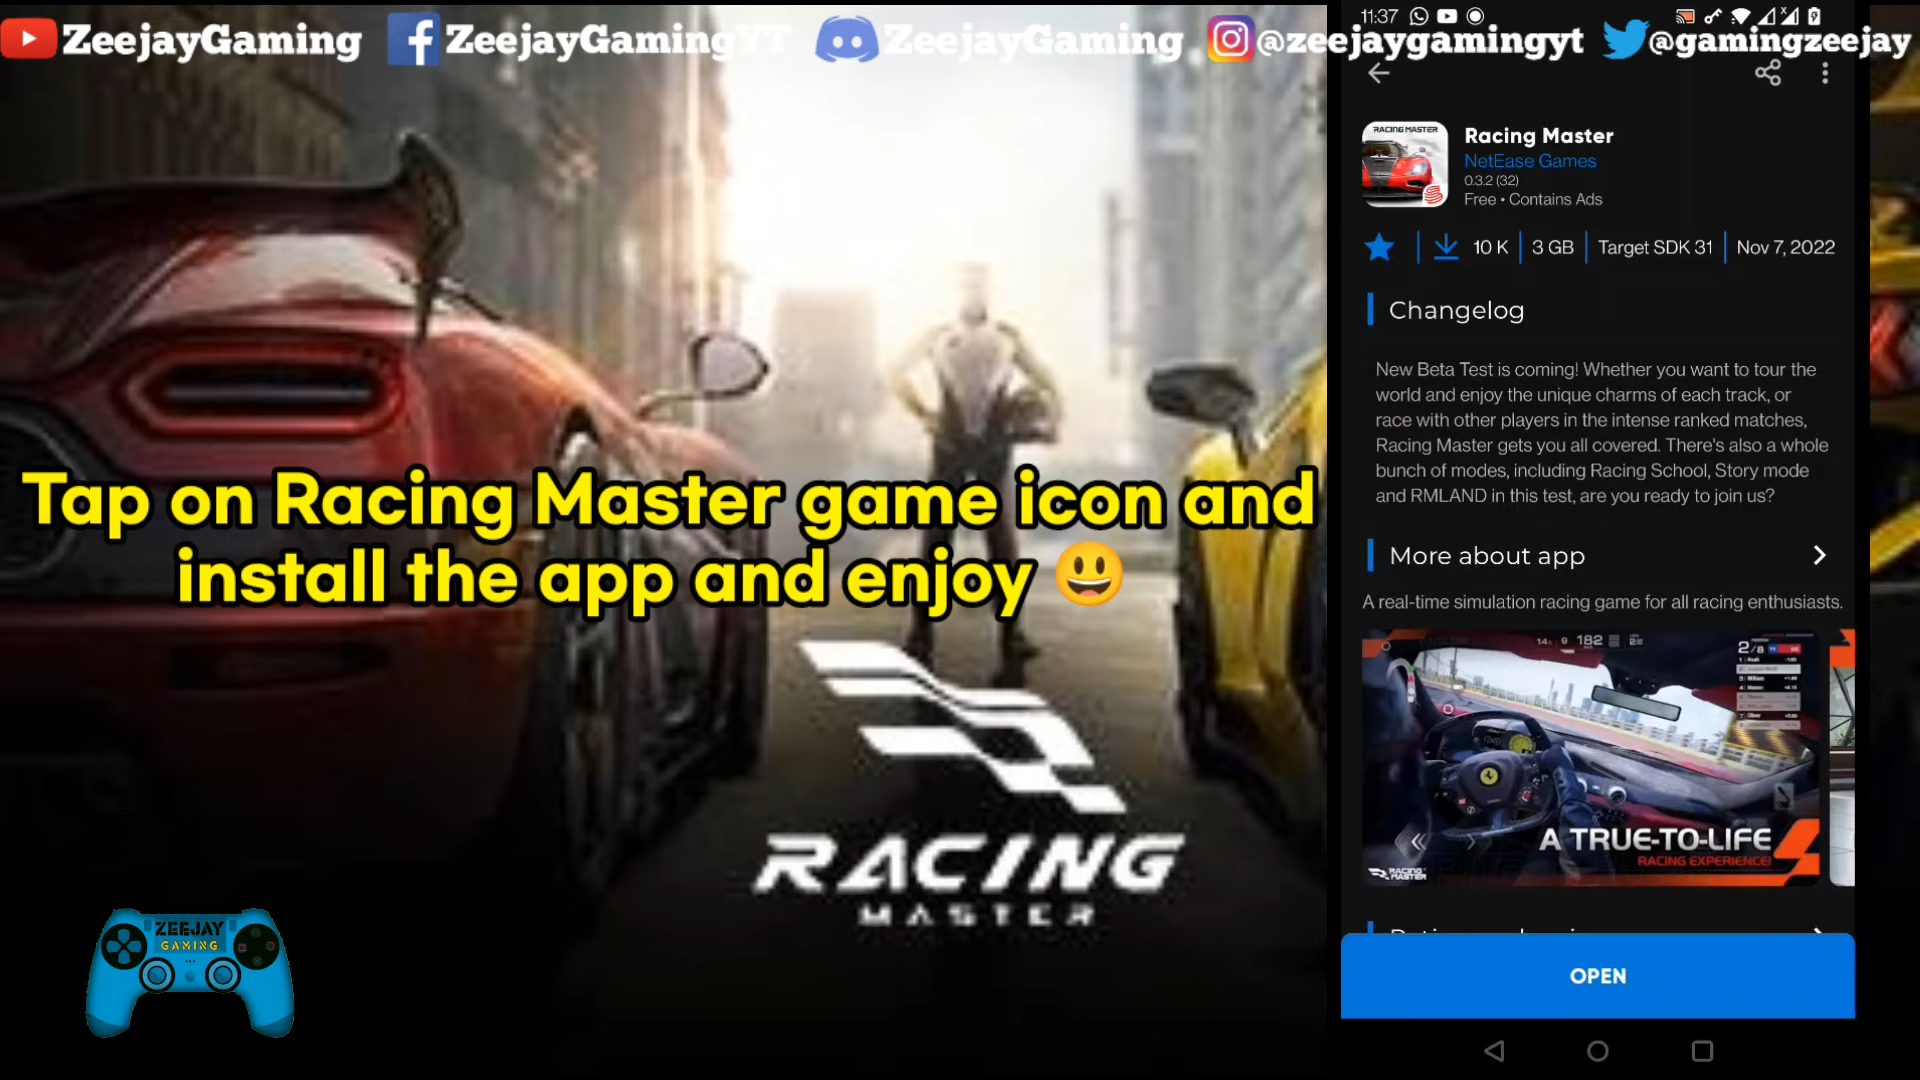 ZeejayGaming
ZeejayGamingYT
ZeejayGaming
@zeejaygamingyt
@gamingzeejay
Tap on Racing Master game icon and
install the app and enjoy 😃
RACING
MASTER
ZEEJAY
GAMING
11:37
RACING MASTER
Racing Master
NetEase Games
0.3.2 (32)
Free • Contains Ads
10 K
3 GB
Target SDK 31
Nov 7, 2022
Changelog
New Beta Test is coming! Whether you want to tour the
world and enjoy the unique charms of each track, or
race with other players in the intense ranked matches,
Racing Master gets you all covered. There's also a whole
bunch of modes, including Racing School, Story mode
and RMLAND in this test, are you ready to join us?
More about app
A real-time simulation racing game for all racing enthusiasts.
182
2/8
A TRUE-TO-LIFE
RACING EXPERIENCE!
RACING
MASTER
OPEN